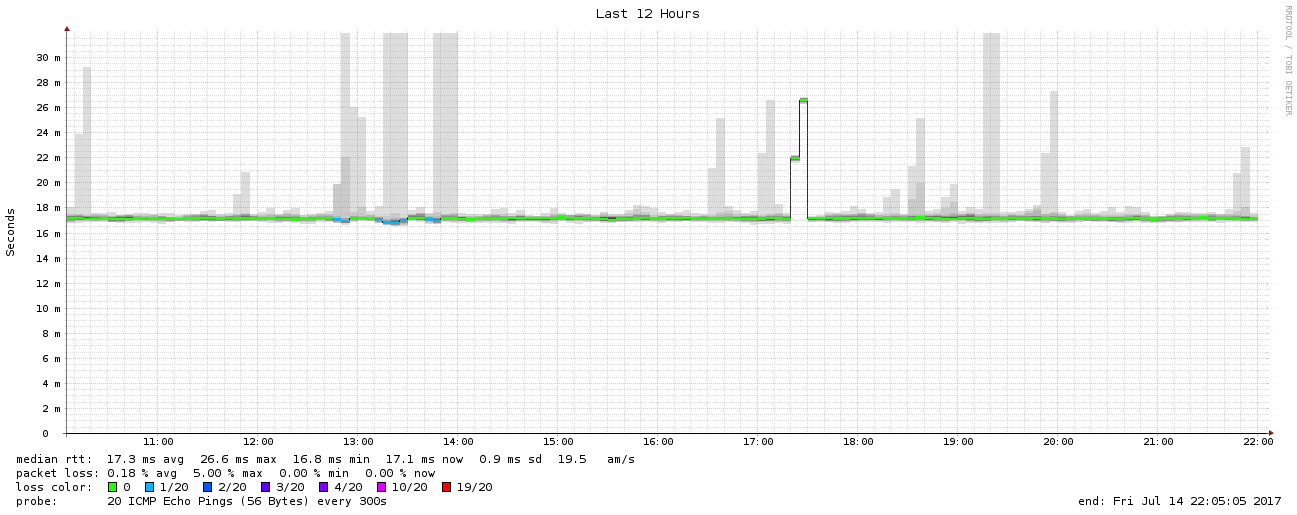 Last 12 Hours
RRDTOOL / TOBI OETIKER
Seconds
30 m
28 m
26 m
24 m
22 m
20 m
18 m
16 m
14 m
12 m
10 m
8 m
6 m
4 m
2 m
0
11:00 12:00 13:00 14:00 15:00 16:00 17:00 18:00 19:00 20:00 21:00 22:00
median rtt: 17.3 ms avg 26.6 ms max 16.8 ms min 17.1 ms now 0.9 ms sd 19.5 am/s
packet loss: 0.18 % avg 5.00 % max 0.00 % min 0.00 % now
loss color: 0 1/20 2/20 3/20 4/20 10/20 19/20
probe: 20 ICMP Echo Pings (56 Bytes) every 300s end: Fri Jul 14 22:05:05 2017